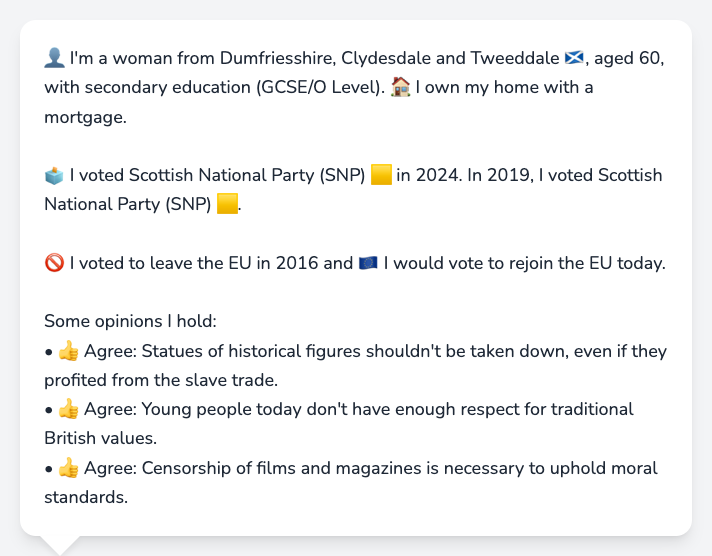 👤 I'm a woman from Dumfriesshire, Clydesdale and Tweeddale 🏴󠁧󠁢󠁳󠁣󠁴󠁿, aged 60,
with secondary education (GCSE/O Level). 🏠 I own my home with a
mortgage.
🗳️ I voted Scottish National Party (SNP) 🟨 in 2024. In 2019, I voted Scottish
National Party (SNP) 🟨.
🚫 I voted to leave the EU in 2016 and 🇪🇺 I would vote to rejoin the EU today.
Some opinions I hold:
• 👍 Agree: Statues of historical figures shouldn't be taken down, even if they
profited from the slave trade.
• 👍 Agree: Young people today don't have enough respect for traditional
British values.
• 👍 Agree: Censorship of films and magazines is necessary to uphold moral
standards.